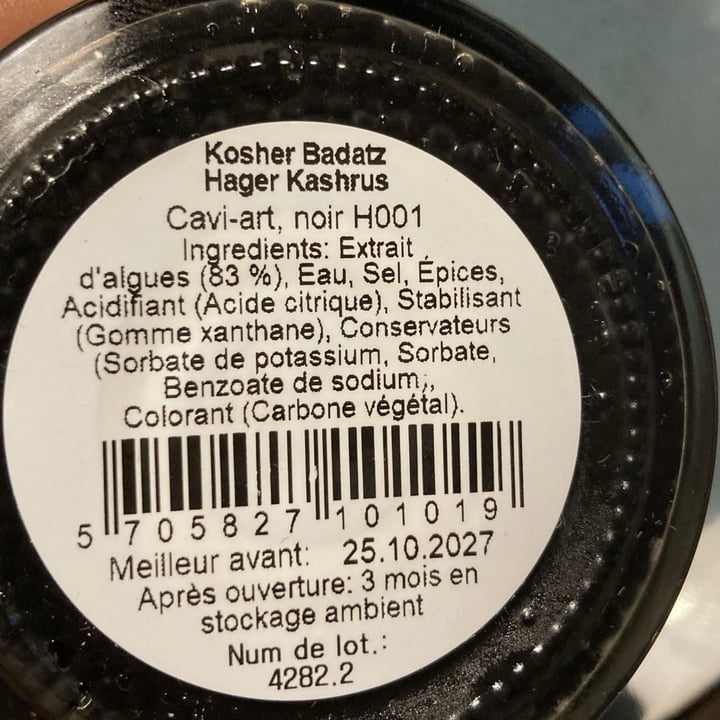 Kosher Badatz
Hager Kashrus
Cavi-art, noir H001
Ingredients: Extrait
d'algues (83 %), Eau, Sel, Épices,
Acidifiant (Acide citrique), Stabilisant
(Gomme xanthane), Conservateurs
(Sorbate de potassium, Sorbate,
Benzoate de sodium,,
Colorant (Carbone végétal).
5 705827 101019
Meilleur avant: 25.10.2027
Après ouverture: 3 mois en
stockage ambient
Num de lot.:
4282.2